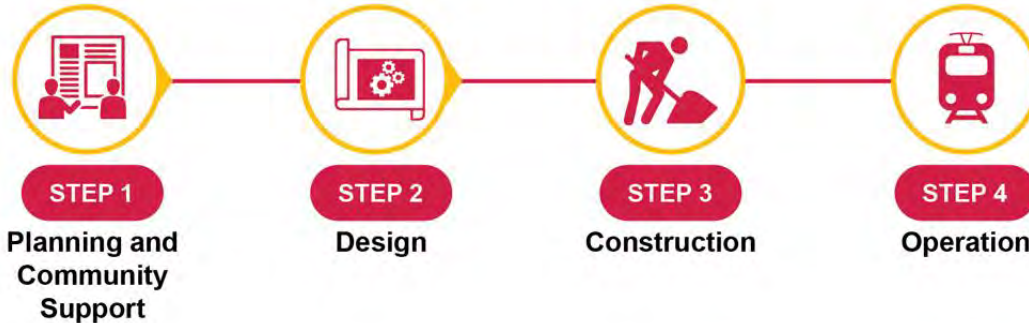 STEP 1
Planning and
Community
Support
STEP 2
Design
STEP 3
Construction
STEP 4
Operation